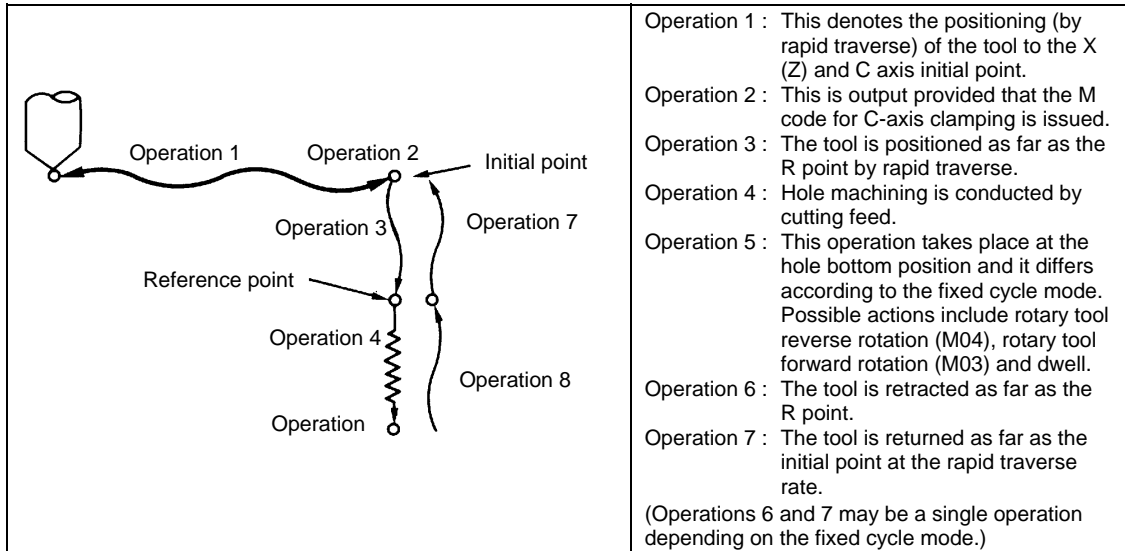 Operation 1
Operation 2
Initial point
Operation 3
Operation 7
Reference point
Operation 4
Operation 8
Operation
Operation 1 : This denotes the positioning (by
rapid traverse) of the tool to the X
(Z) and C axis initial point.
Operation 2 : This is output provided that the M
code for C-axis clamping is issued.
Operation 3 : The tool is positioned as far as the
R point by rapid traverse.
Operation 4 : Hole machining is conducted by
cutting feed.
Operation 5 : This operation takes place at the
hole bottom position and it differs
according to the fixed cycle mode.
Possible actions include rotary tool
reverse rotation (M04), rotary tool
forward rotation (M03) and dwell.
Operation 6 : The tool is retracted as far as the
R point.
Operation 7 : The tool is returned as far as the
initial point at the rapid traverse
rate.
(Operations 6 and 7 may be a single operation
depending on the fixed cycle mode.)